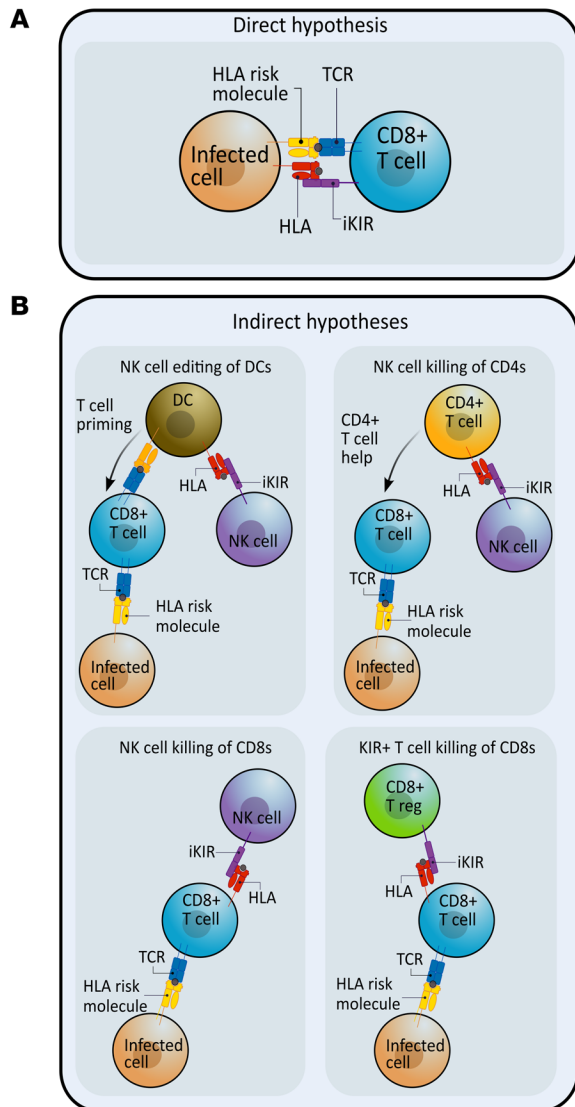 A
Direct hypothesis
HLA risk
molecule
TCR
Infected
cell
CD8+
T cell
HLA
iKIR
B
Indirect hypotheses
NK cell editing of DCs
T cell
priming
DC
HLA
iKIR
CD8+
T cell
NK cell
TCR
HLA risk
molecule
Infected
cell
NK cell killing of CD4s
CD4+
T cell
CD4+
T cell
help
HLA
iKIR
CD8+
T cell
NK cell
TCR
HLA risk
molecule
Infected
cell
NK cell killing of CD8s
NK cell
iKIR
HLA
CD8+
T cell
TCR
HLA risk
molecule
Infected
cell
KIR+ T cell killing of CD8s
CD8+
T reg
iKIR
HLA
CD8+
T cell
TCR
HLA risk
molecule
Infected
cell